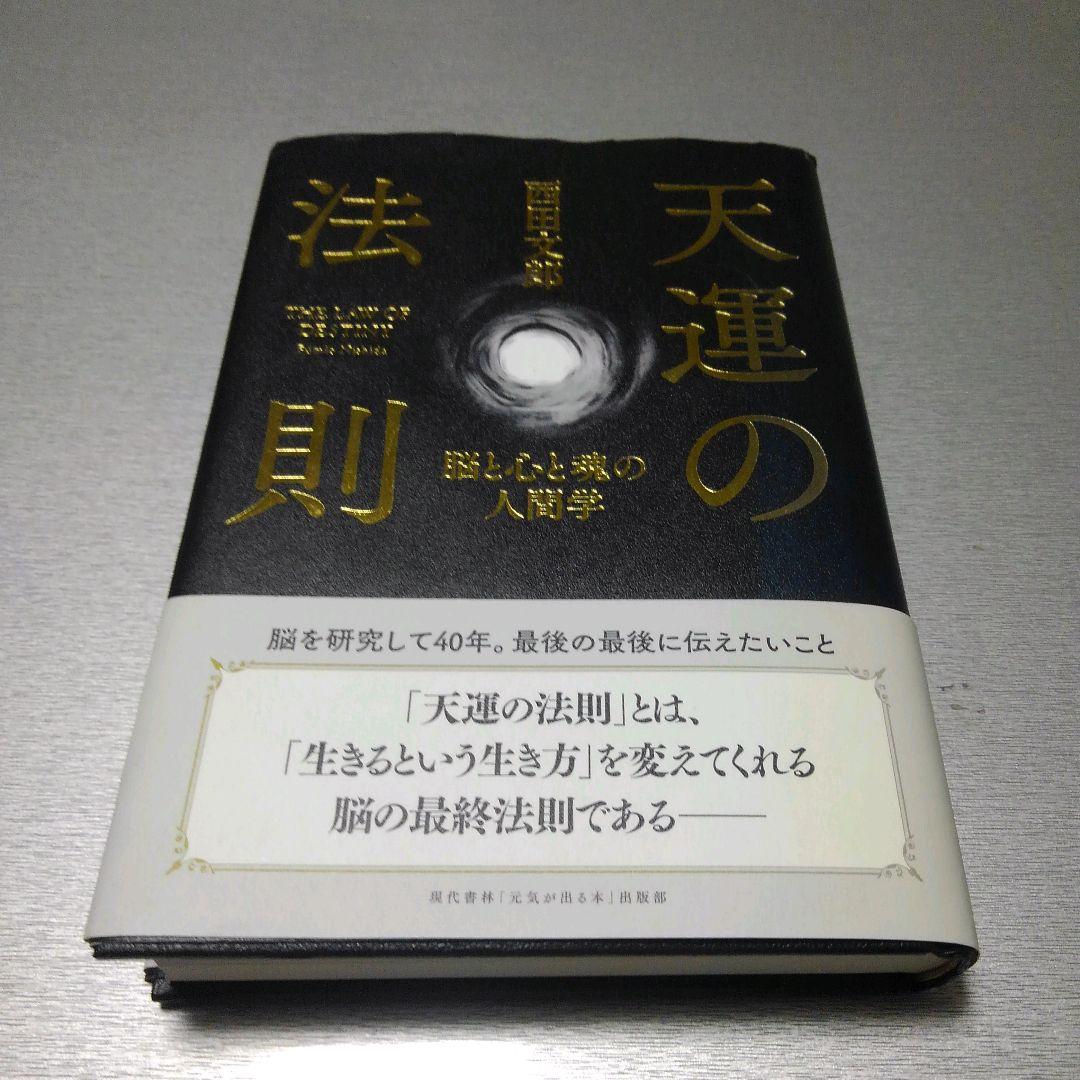 天運の
法則
西田文郎
THE LAW OF
DESTINY
Fumio Nishida
脳と心と魂の
人間学
脳を研究して40年。最後の最後に伝えたいこと
「天運の法則」とは、
「生きるという生き方」を変えてくれる
脳の最終法則である——
現代書林「元気が出る本」出版部